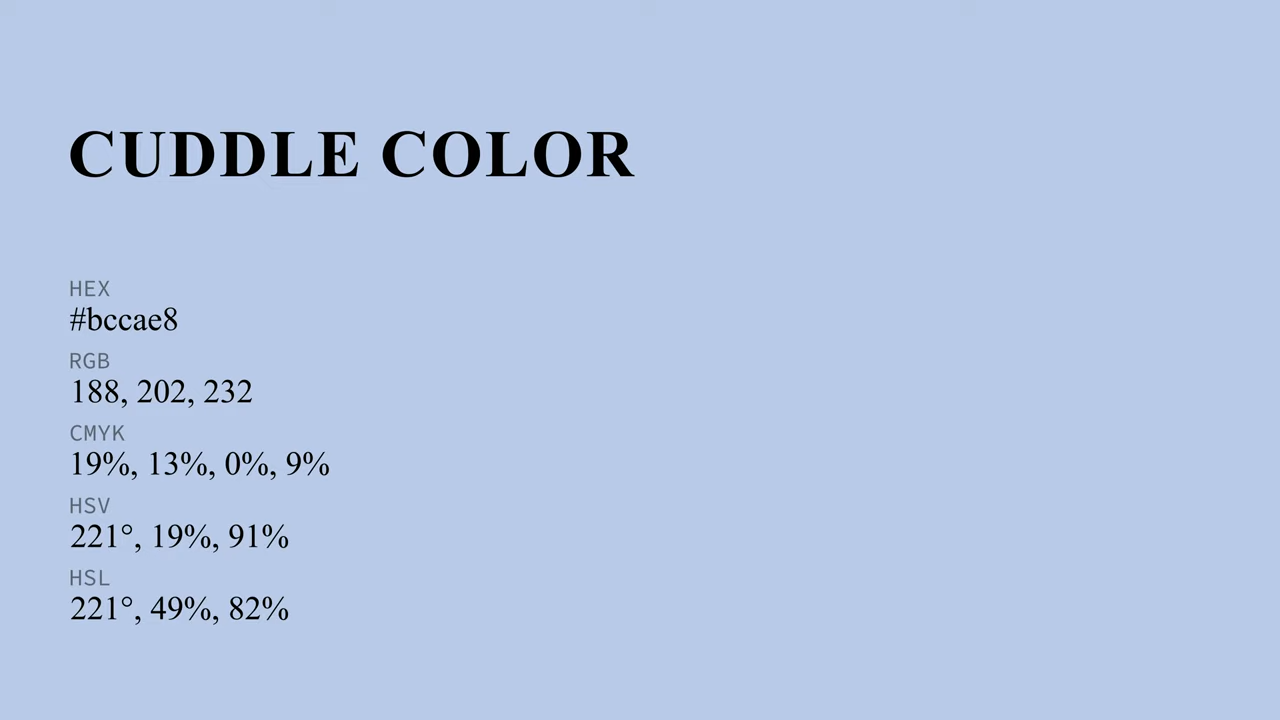 CUDDLE COLOR
HEX
#bccae8
RGB
188, 202, 232
CMYK
19%, 13%, 0%, 9%
HSV
221°, 19%, 91%
HSL
221°, 49%, 82%